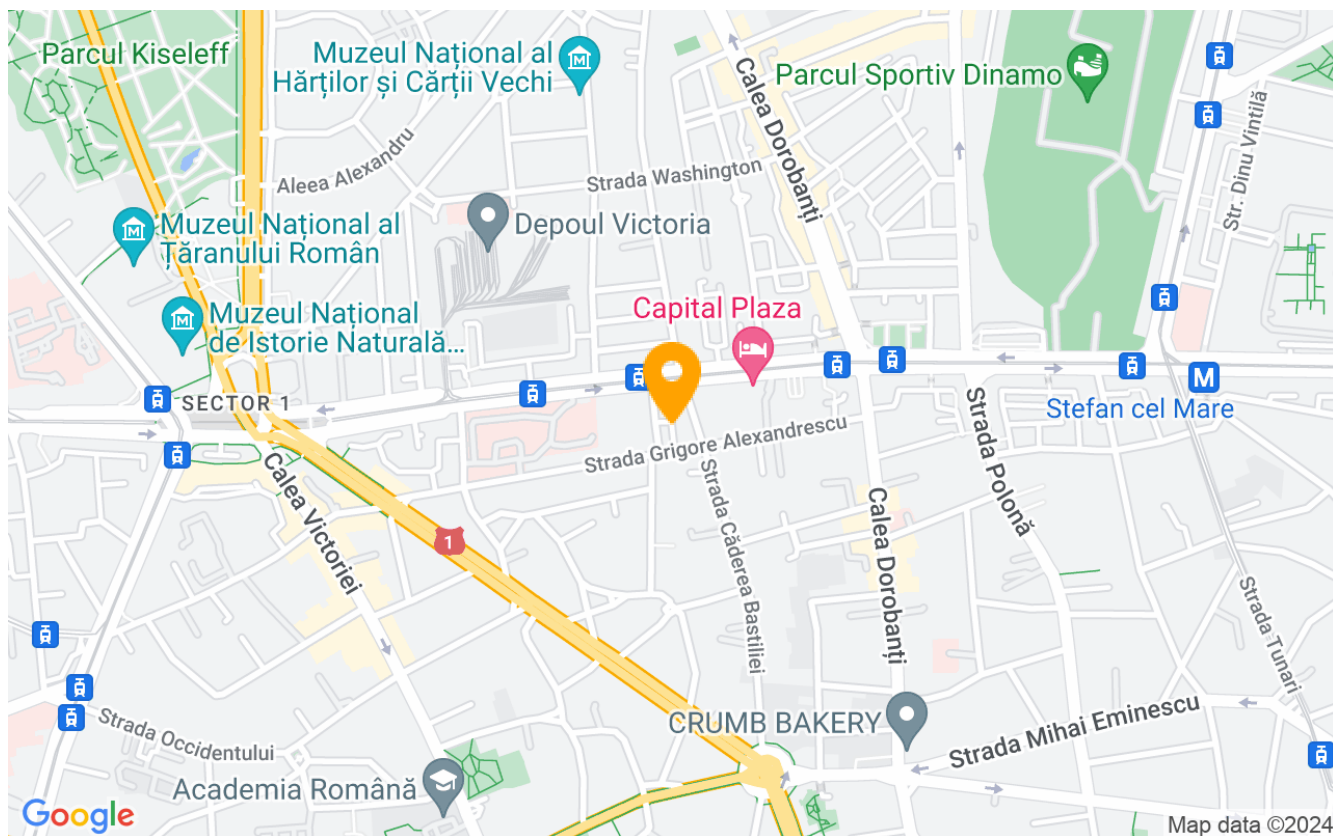 Parcul Kiseleff
Muzeul Național al
Hărților și Cărții Vechi
Calea Dorobanți
Parcul Sportiv Dinamo
Str. Dinu Vintilă
Aleea Alexandru
Strada Washington
Muzeul Național al
Țăranului Român
Depoul Victoria
Muzeul Național
de Istorie Naturală...
Capital Plaza
SECTOR 1
M
Stefan cel Mare
Strada Grigore Alexandrescu
Strada Polonă
Calea Victoriei
Strada Căderea Bastiliei
Calea Dorobanți
1
Strada Tunari
Strada Occidentului
CRUMB BAKERY
Strada Mihai Eminescu
Academia Română
Google
Map data ©2024